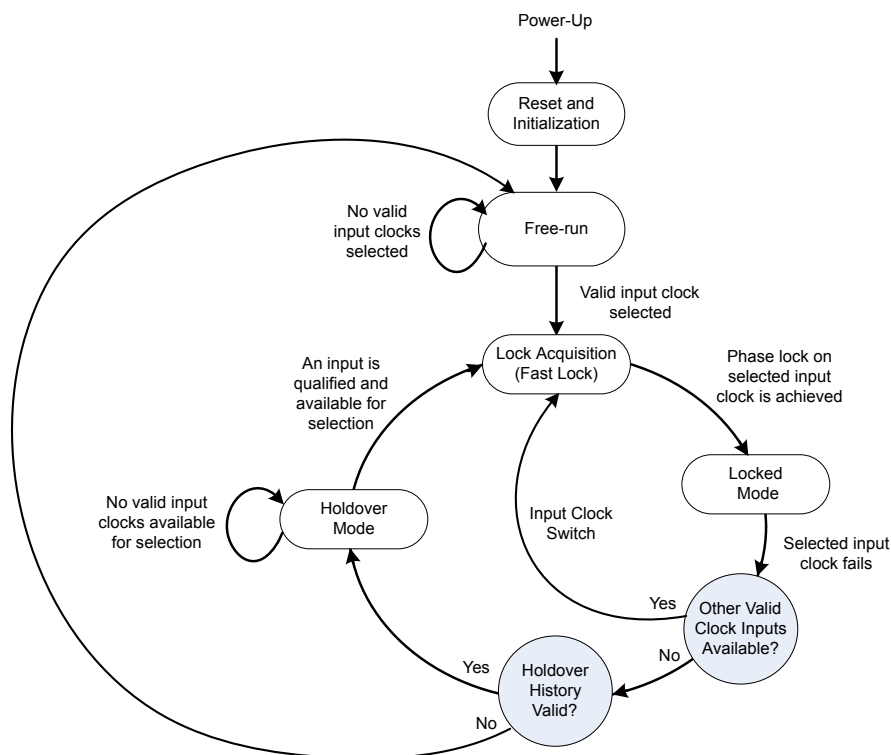 Power-Up
Reset and
Initialization
No valid
input clocks
selected
Free-run
Valid input clock
selected
An input is
qualified and
available for
selection
Lock Acquisition
(Fast Lock)
Phase lock on
selected input
clock is achieved
Locked
Mode
No valid input
clocks available
for selection
Holdover
Mode
Input Clock
Switch
Selected input
clock fails
Yes
Other Valid
Clock Inputs
Available?
No
Yes
Holdover
History
Valid?
No